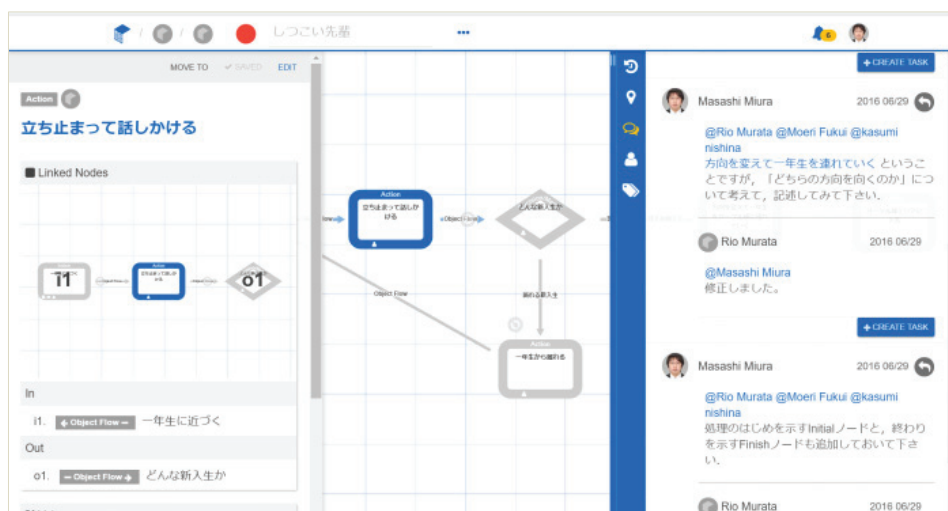 しつこい先輩
•••
6
MOVE TO ✓ SAVED EDIT
Action
立ち止まって話しかける
Linked Nodes
i1
o1
In
i1. Object Flow 一年生に近づく
Out
o1. Object Flow どんな新入生か
Action
立ち止まって話しか
ける
Object Flow
どんな新入生か
Object Flow
断れる新入生
Action
一年生から離れる
+ CREATE TASK
Masashi Miura 2016 06/29
@Rio Murata @Moeri Fukui @kasumi
nishina
方向を変えて一年生を連れていく というこ
とですが，「どちらの方向を向くのか」につ
いて考えて，記述してみて下さい．
Rio Murata 2016 06/29
@Masashi Miura
修正しました。
+ CREATE TASK
Masashi Miura 2016 06/29
@Rio Murata @Moeri Fukui @kasumi
nishina
処理のはじめを示すInitialノードと，終わり
を示すFinishノードも追加しておいて下さ
い．
Rio Murata 2016 06/29